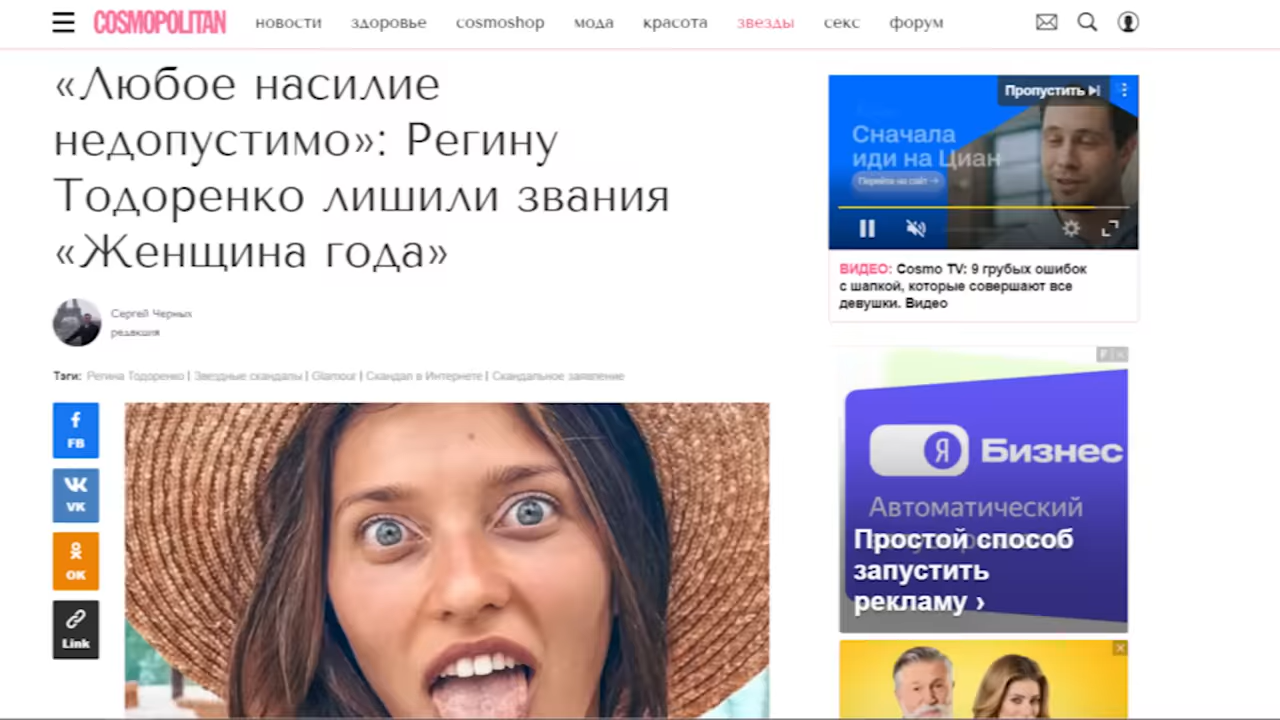 COSMOPOLITAN новости здоровье cosmoshop мода красота звезды секс форум
«Любое насилие
недопустимо»: Регину
Тодоренко лишили звания
«Женщина года»
Сергей Черных
редакция
Тэги: Регина Тодоренко | Звездные скандалы | Glamour | Скандал в Интернете | Скандальное заявление
f
FB
VK
VK
OK
Link
Пропустить
Сначала
иди на Циан
Перейти на сайт →
ВИДЕО: Cosmo TV: 9 грубых ошибок
с шапкой, которые совершают все
девушки. Видео
Я Бизнес
Автоматический
Простой способ
запустить
рекламу ›